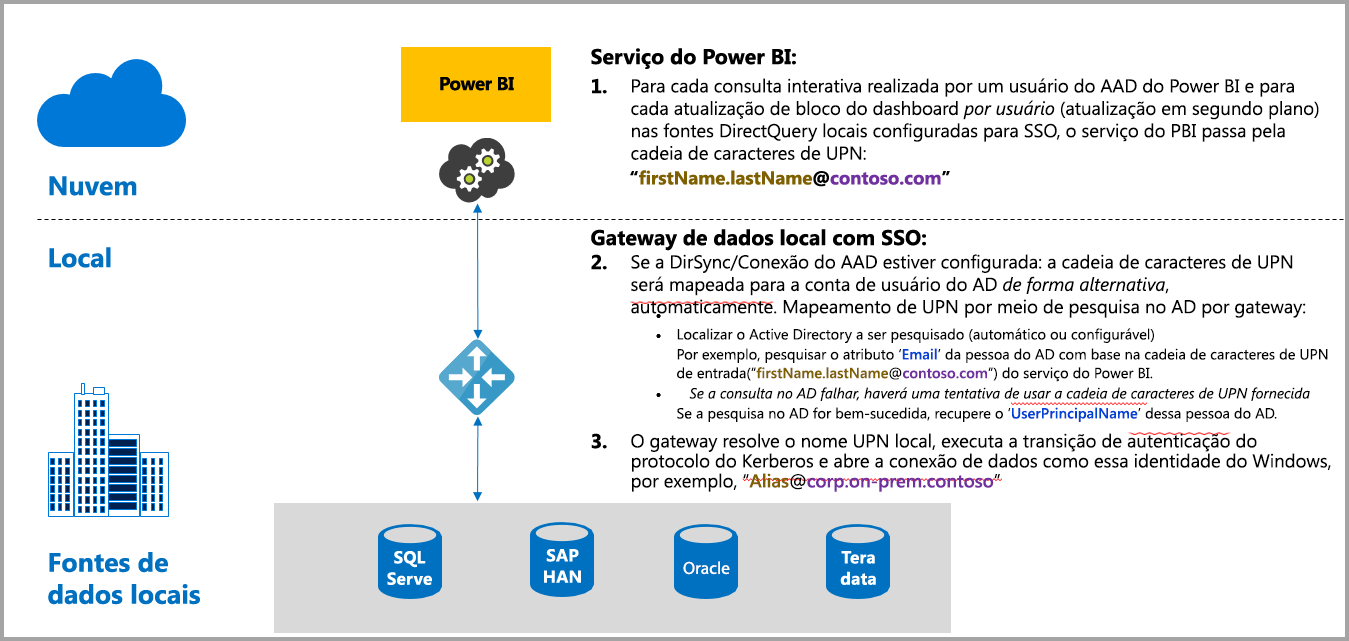 Power BI
Nuvem
Serviço do Power BI:
1. Para cada consulta interativa realizada por um usuário do AAD do Power BI e para
cada atualização de bloco do dashboard por usuário (atualização em segundo plano)
nas fontes DirectQuery locais configuradas para SSO, o serviço do PBI passa pela
cadeia de caracteres de UPN:
“firstName.lastName@contoso.com”
Local
Gateway de dados local com SSO:
2. Se a DirSync/Conexão do AAD estiver configurada: a cadeia de caracteres de UPN
será mapeada para a conta de usuário do AD de forma alternativa,
automaticamente. Mapeamento de UPN por meio de pesquisa no AD por gateway:
•
• Localizar o Active Directory a ser pesquisado (automático ou configurável)
Por exemplo, pesquisar o atributo ‘Email’ da pessoa do AD com base na cadeia de caracteres de UPN
de entrada(“firstName.lastName@contoso.com“) do serviço do Power BI.
• Se a consulta no AD falhar, haverá uma tentativa de usar a cadeia de caracteres de UPN fornecida
Se a pesquisa no AD for bem-sucedida, recupere o ‘UserPrincipalName’ dessa pessoa do AD.
3. O gateway resolve o nome UPN local, executa a transição de autenticação do
protocolo do Kerberos e abre a conexão de dados como essa identidade do Windows,
por exemplo, ”Alias@corp.on-prem.contoso”
Fontes de
dados locais
SQL
Serve
SAP
HAN
Oracle
Tera
data